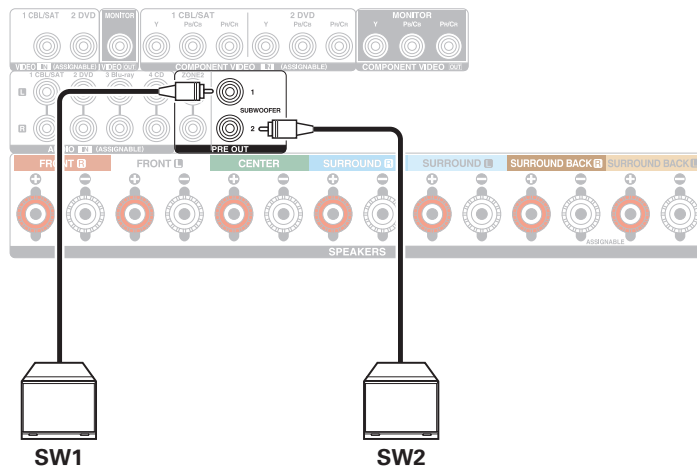 1 CBL/SAT 2 DVD MONITOR 1 CBL/SAT 2 DVD MONITOR
Y PB/CB PR/CR Y PB/CB PR/CR Y PB/CB PR/CR
VIDEO IN (ASSIGNABLE) VIDEO OUT COMPONENT VIDEO IN (ASSIGNABLE) COMPONENT VIDEO OUT
1 CBL/SAT 2 DVD 3 Blu-ray 4 CD ZONE2
L 1
SUBWOOFER
R 2
AUDIO IN (ASSIGNABLE) PRE OUT
FRONT R FRONT L CENTER SURROUND R SURROUND L SURROUND BACK R SURROUND BACK L
+ − + − + − + − + − + − +
ASSIGNABLE
SPEAKERS
SW1 SW2